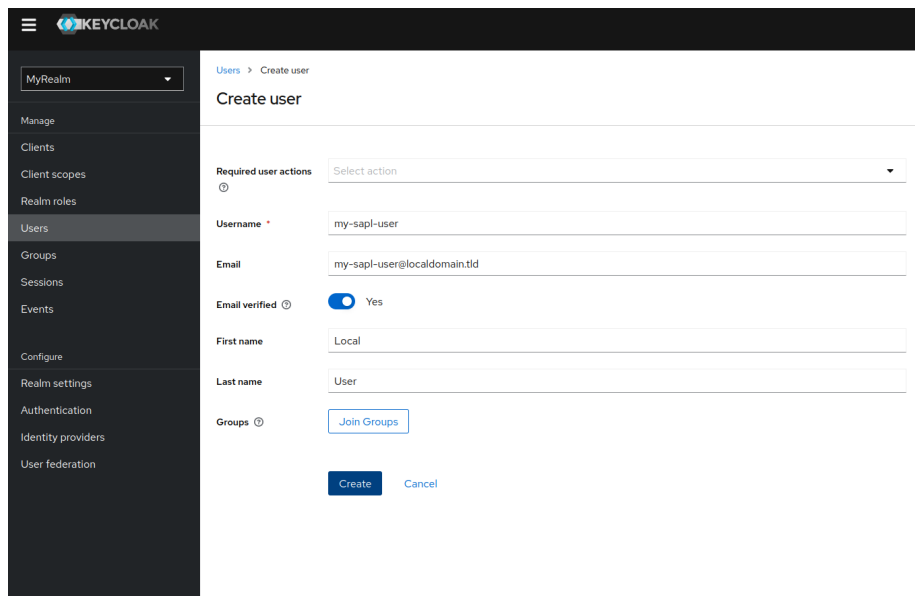 KEYCLOAK
MyRealm
Manage
Clients
Client scopes
Realm roles
Users
Groups
Sessions
Events
Configure
Realm settings
Authentication
Identity providers
User federation
Users > Create user
Create user
Required user actions Select action
Username * my-sapl-user
Email my-sapl-user@localdomain.tld
Email verified Yes
First name Local
Last name User
Groups Join Groups
Create Cancel